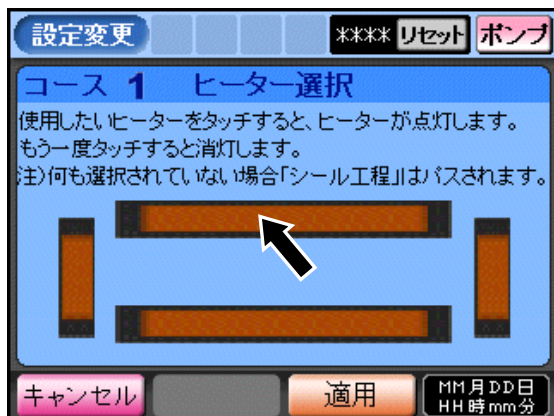 設定変更
**** リセット ポンプ
コース 1 ヒーター選択
使用したいヒーターをタッチすると、ヒーターが点灯します。
もう一度タッチすると消灯します。
注)何も選択されていない場合「シール工程」はパスされます。
キャンセル 適用 MM月DD日
HH時mm分